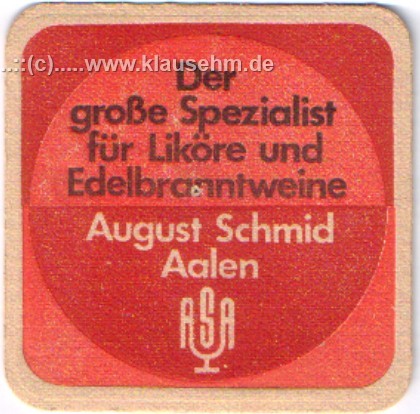 ..::(c).....www.klausehm.de
Der
große Spezialist
für Liköre und
Edelbranntweine
August Schmid
Aalen
ASA